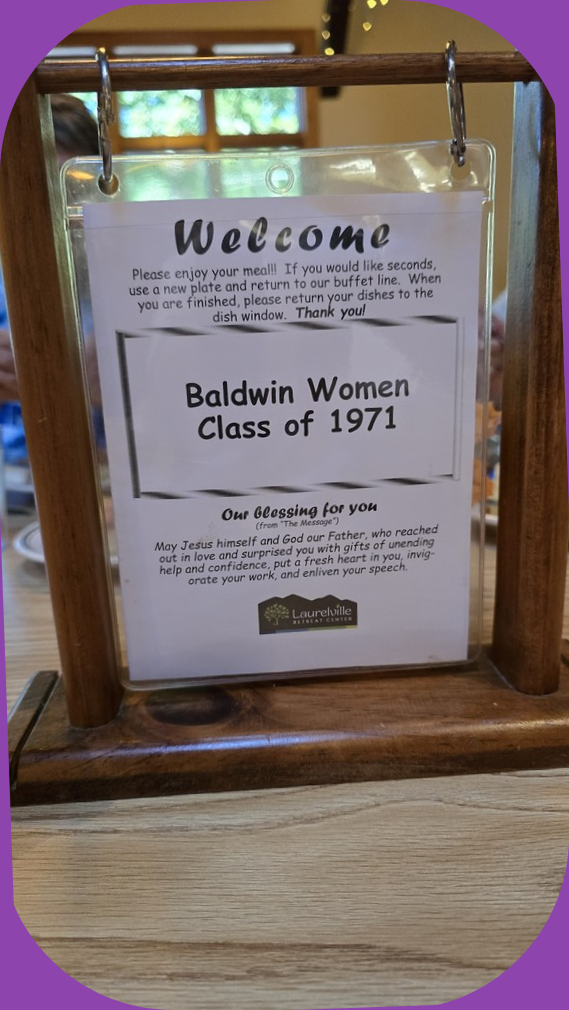 Welcome
Please enjoy your meal!! If you would like seconds,
use a new plate and return to our buffet line. When
you are finished, please return your dishes to the
dish window. Thank you!
Baldwin Women
Class of 1971
Our blessing for you
(from "The Message")
May Jesus himself and God our Father, who reached
out in love and surprised you with gifts of unending
help and confidence, put a fresh heart in you, invig-
orate your work, and enliven your speech.
Laurelville
RETREAT CENTER